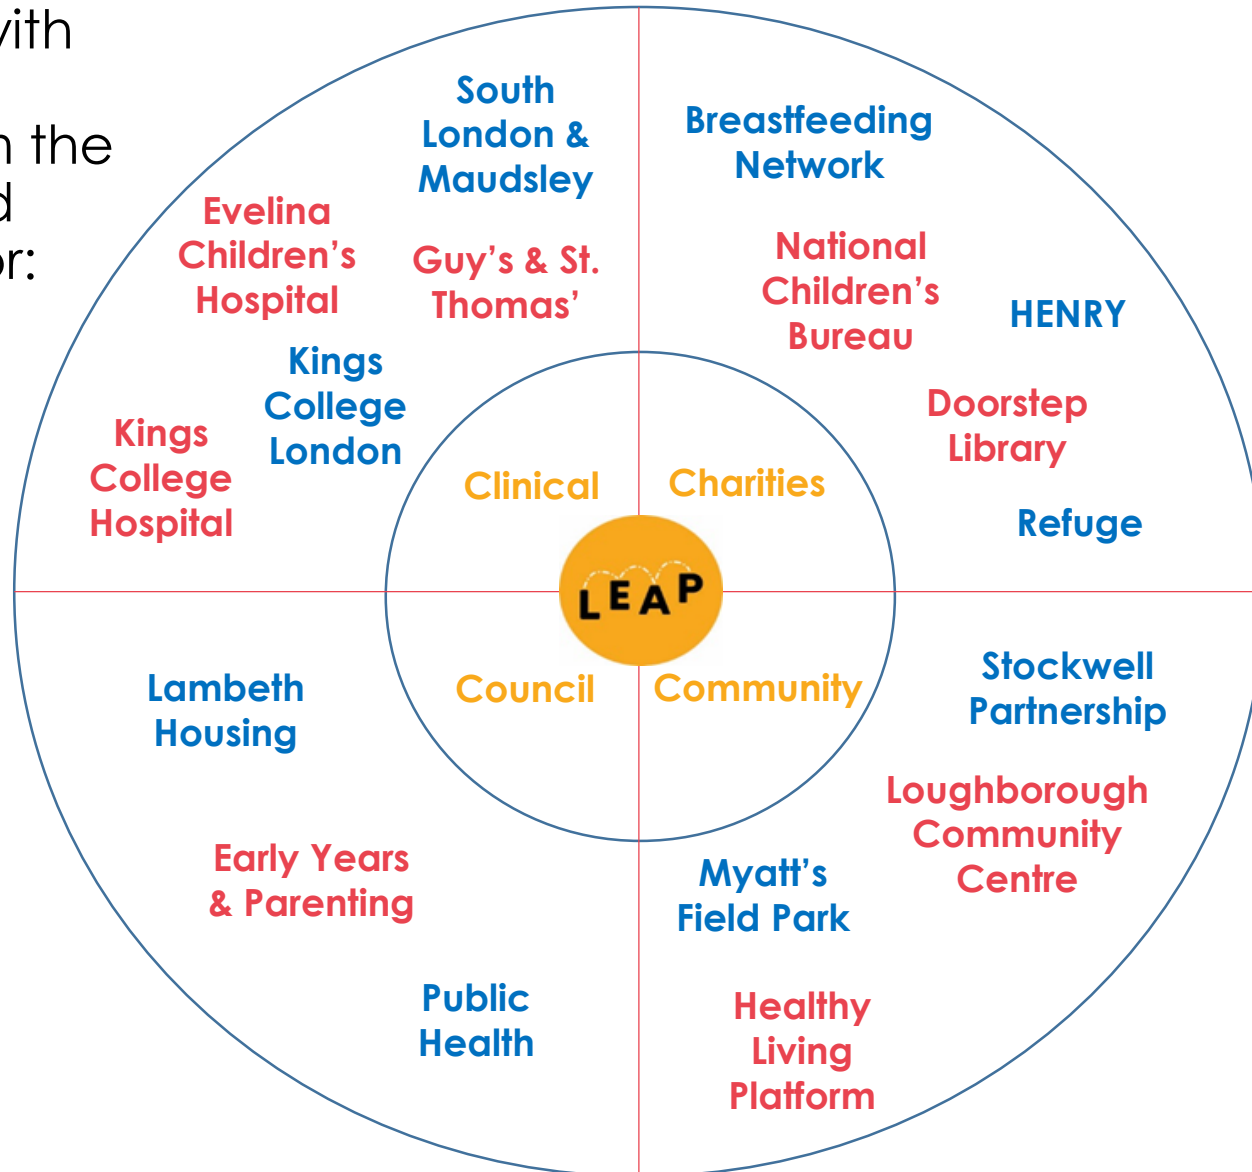 South
London &
Maudsley
Evelina
Children's
Hospital
Guy's & St.
Thomas'
Kings
College
London
Kings
College
Hospital
Breastfeeding
Network
National
Children's
Bureau
HENRY
Doorstep
Library
Refuge
Clinical
Charities
LEAP
Council
Community
Lambeth
Housing
Early Years
& Parenting
Public
Health
Stockwell
Partnership
Loughborough
Community
Centre
Myatt's
Field Park
Healthy
Living
Platform
the